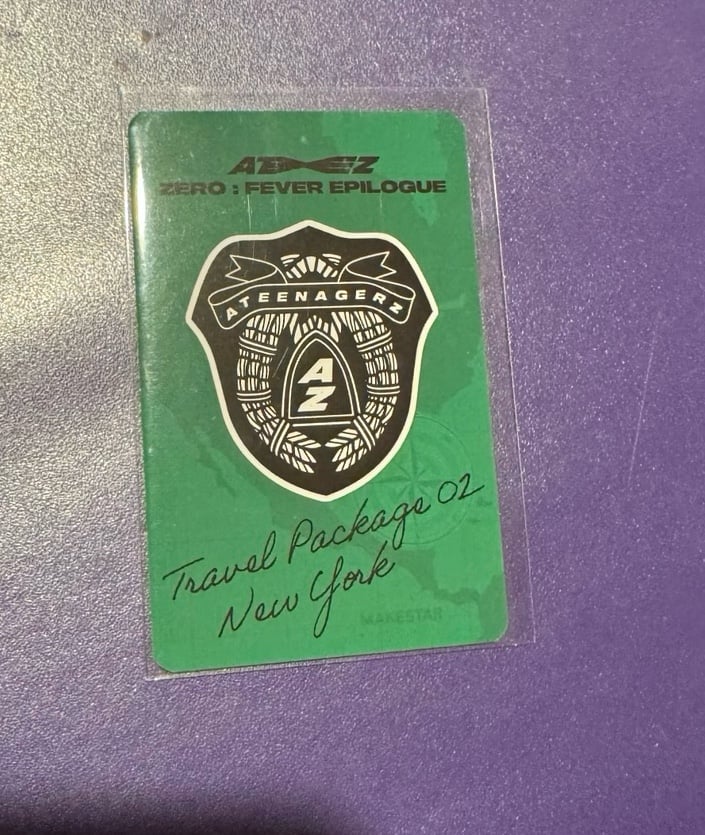 ATEEZ
ZERO : FEVER EPILOGUE
ATEENAGERZ
AZ
Travel Package 02
New York
MAKESTAR